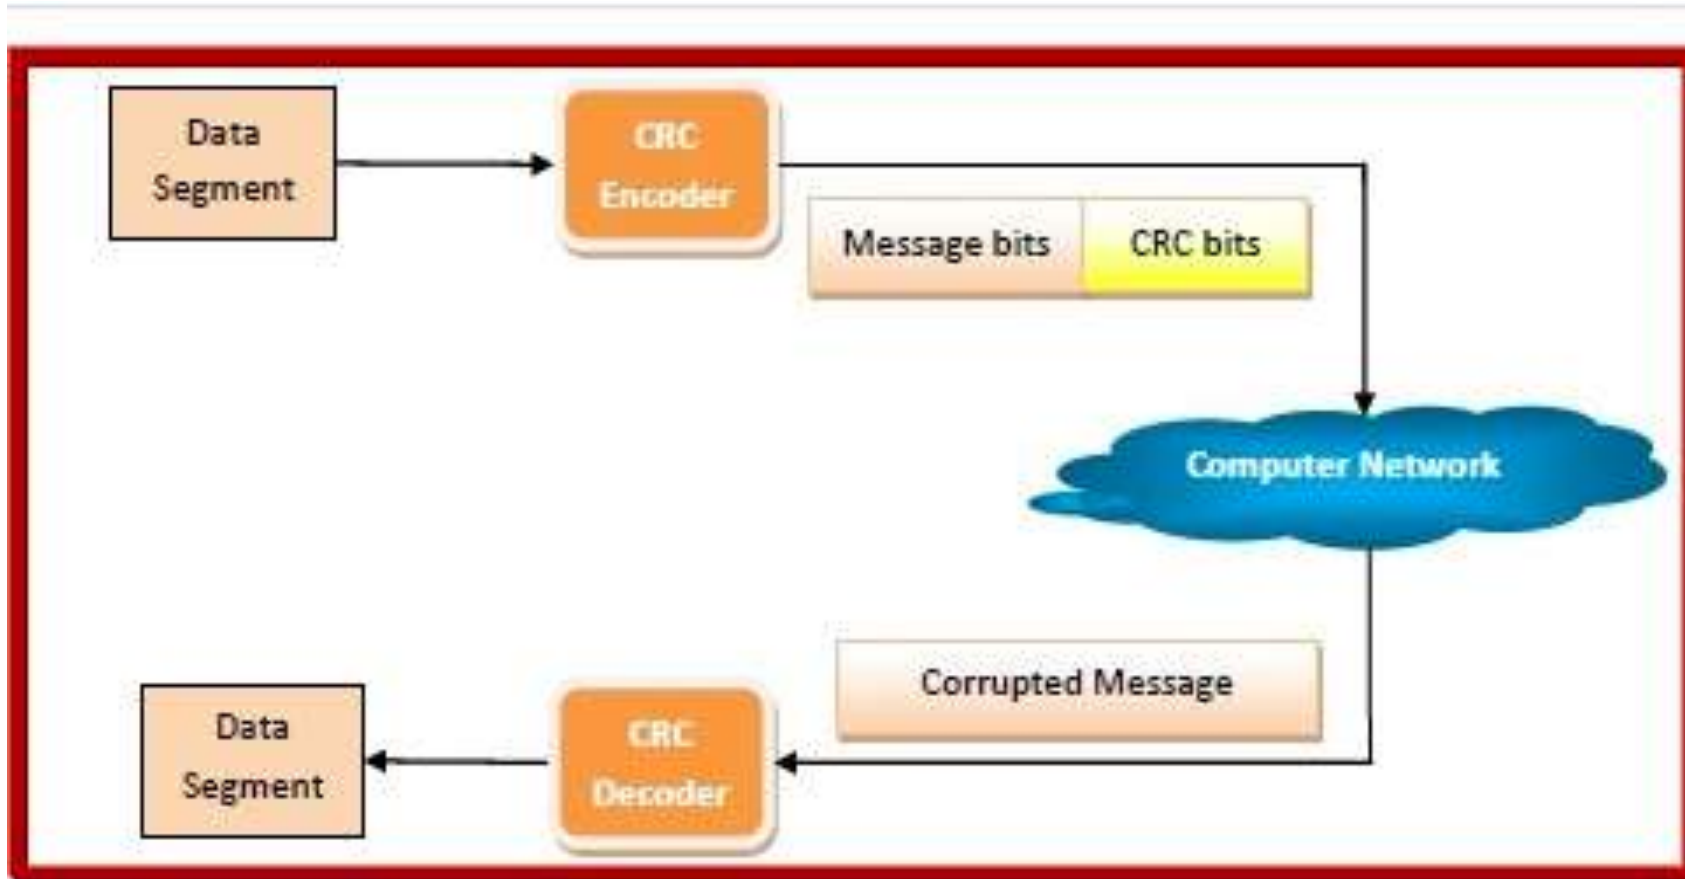 Data
Segment
CRC
Encoder
Message bits
CRC bits
Computer Network
Corrupted Message
CRC
Decoder
Data
Segment